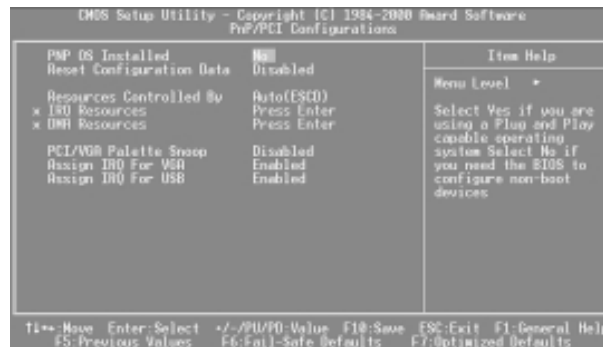 CMOS Setup Utility - Copyright (C) 1984-2000 Award Software
PnP/PCI Configurations
PNP OS Installed No
Reset Configuration Data Disabled
Resources Controlled By Auto(ESCD)
x IRQ Resources Press Enter
x DMA Resources Press Enter
PCI/VGA Palette Snoop Disabled
Assign IRQ For VGA Enabled
Assign IRQ For USB Enabled
Item Help
Menu Level ▸
Select Yes if you are
using a Plug and Play
capable operating
system Select No if
you need the BIOS to
configure non-boot
devices
↑↓→←:Move Enter:Select +/-/PU/PD:Value F10:Save ESC:Exit F1:General Help
F5:Previous Values F6:Fail-Safe Defaults F7:Optimized Defaults